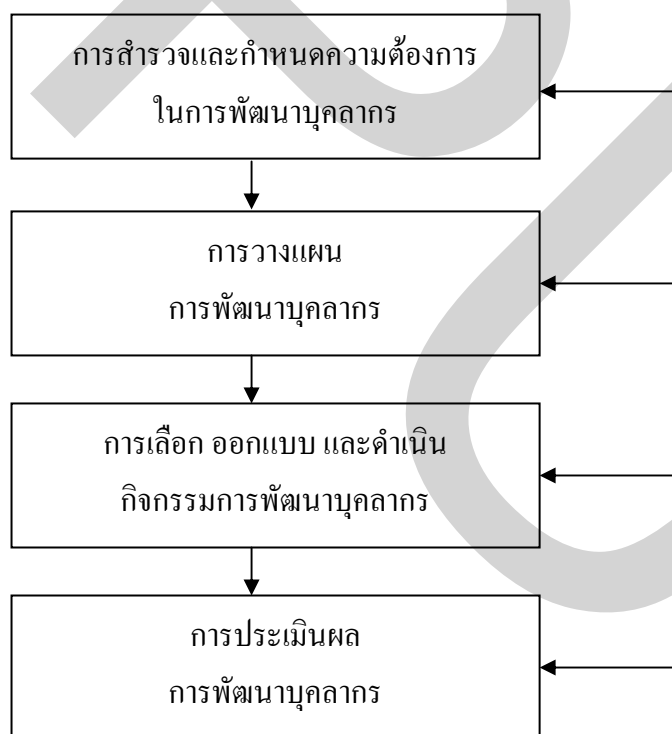 การสำรวจและกำหนดความต้องการ
ในการพัฒนาบุคลากร
การวางแผน
การพัฒนาบุคลากร
การเลือก ออกแบบ และดำเนิน
กิจกรรมการพัฒนาบุคลากร
การประเมินผล
การพัฒนาบุคลากร